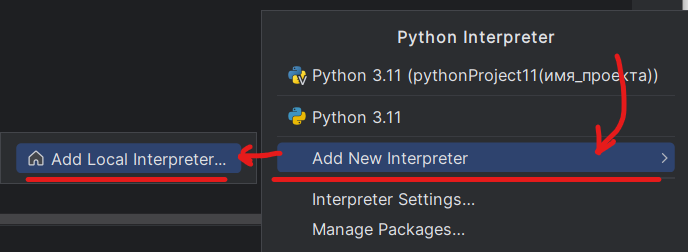 Python Interpreter
Python 3.11 (pythonProject11(имя_проекта))
Python 3.11
Add New Interpreter
Add Local Interpreter...
Interpreter Settings...
Manage Packages...